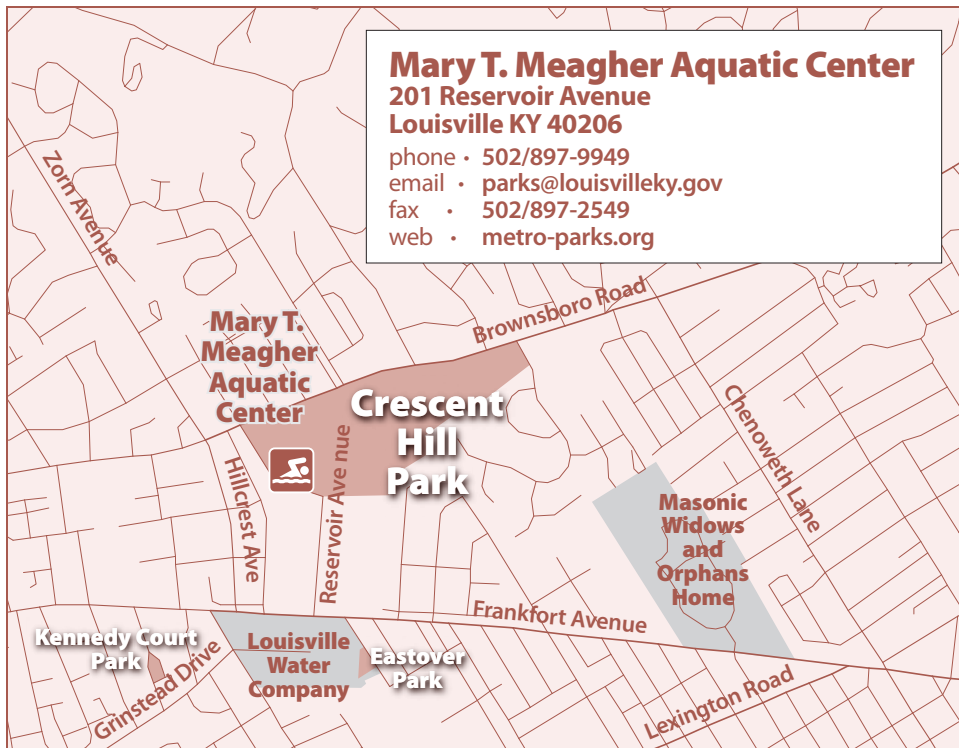 Mary T. Meagher Aquatic Center
201 Reservoir Avenue
Louisville KY 40206
phone • 502/897-9949
email • parks@louisvilleky.gov
fax • 502/897-2549
web • metro-parks.org
Zorn Avenue
Brownsboro Road
Mary T.
Meagher
Aquatic
Center
Crescent
Hill
Park
Chenoweth Lane
Hillcrest Ave
Reservoir Ave nue
Masonic
Widows
and
Orphans
Home
Frankfort Avenue
Kennedy Court
Park
Grinstead Drive
Louisville
Water
Company
Eastover
Park
Lexington Road